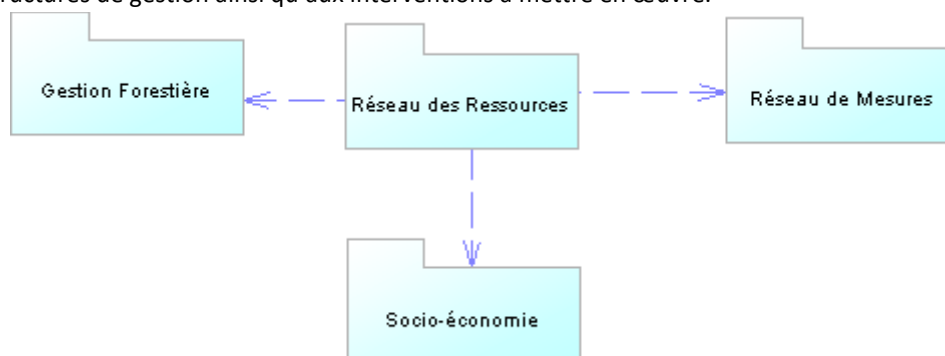 ructures de gestion ainsi qu'aux interventions à mettre en œuvre.
Gestion Forestière
Réseau des Ressources
Réseau de Mesures
Socio-économie